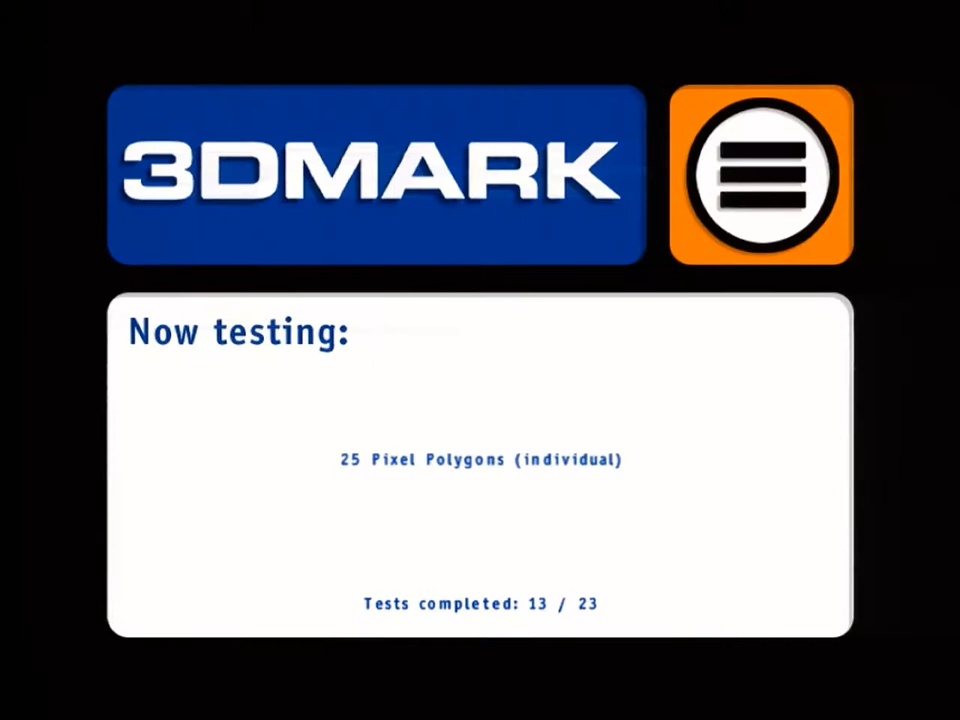 3DMARK
Now testing:
25 Pixel Polygons (individual)
Tests completed: 13 / 23